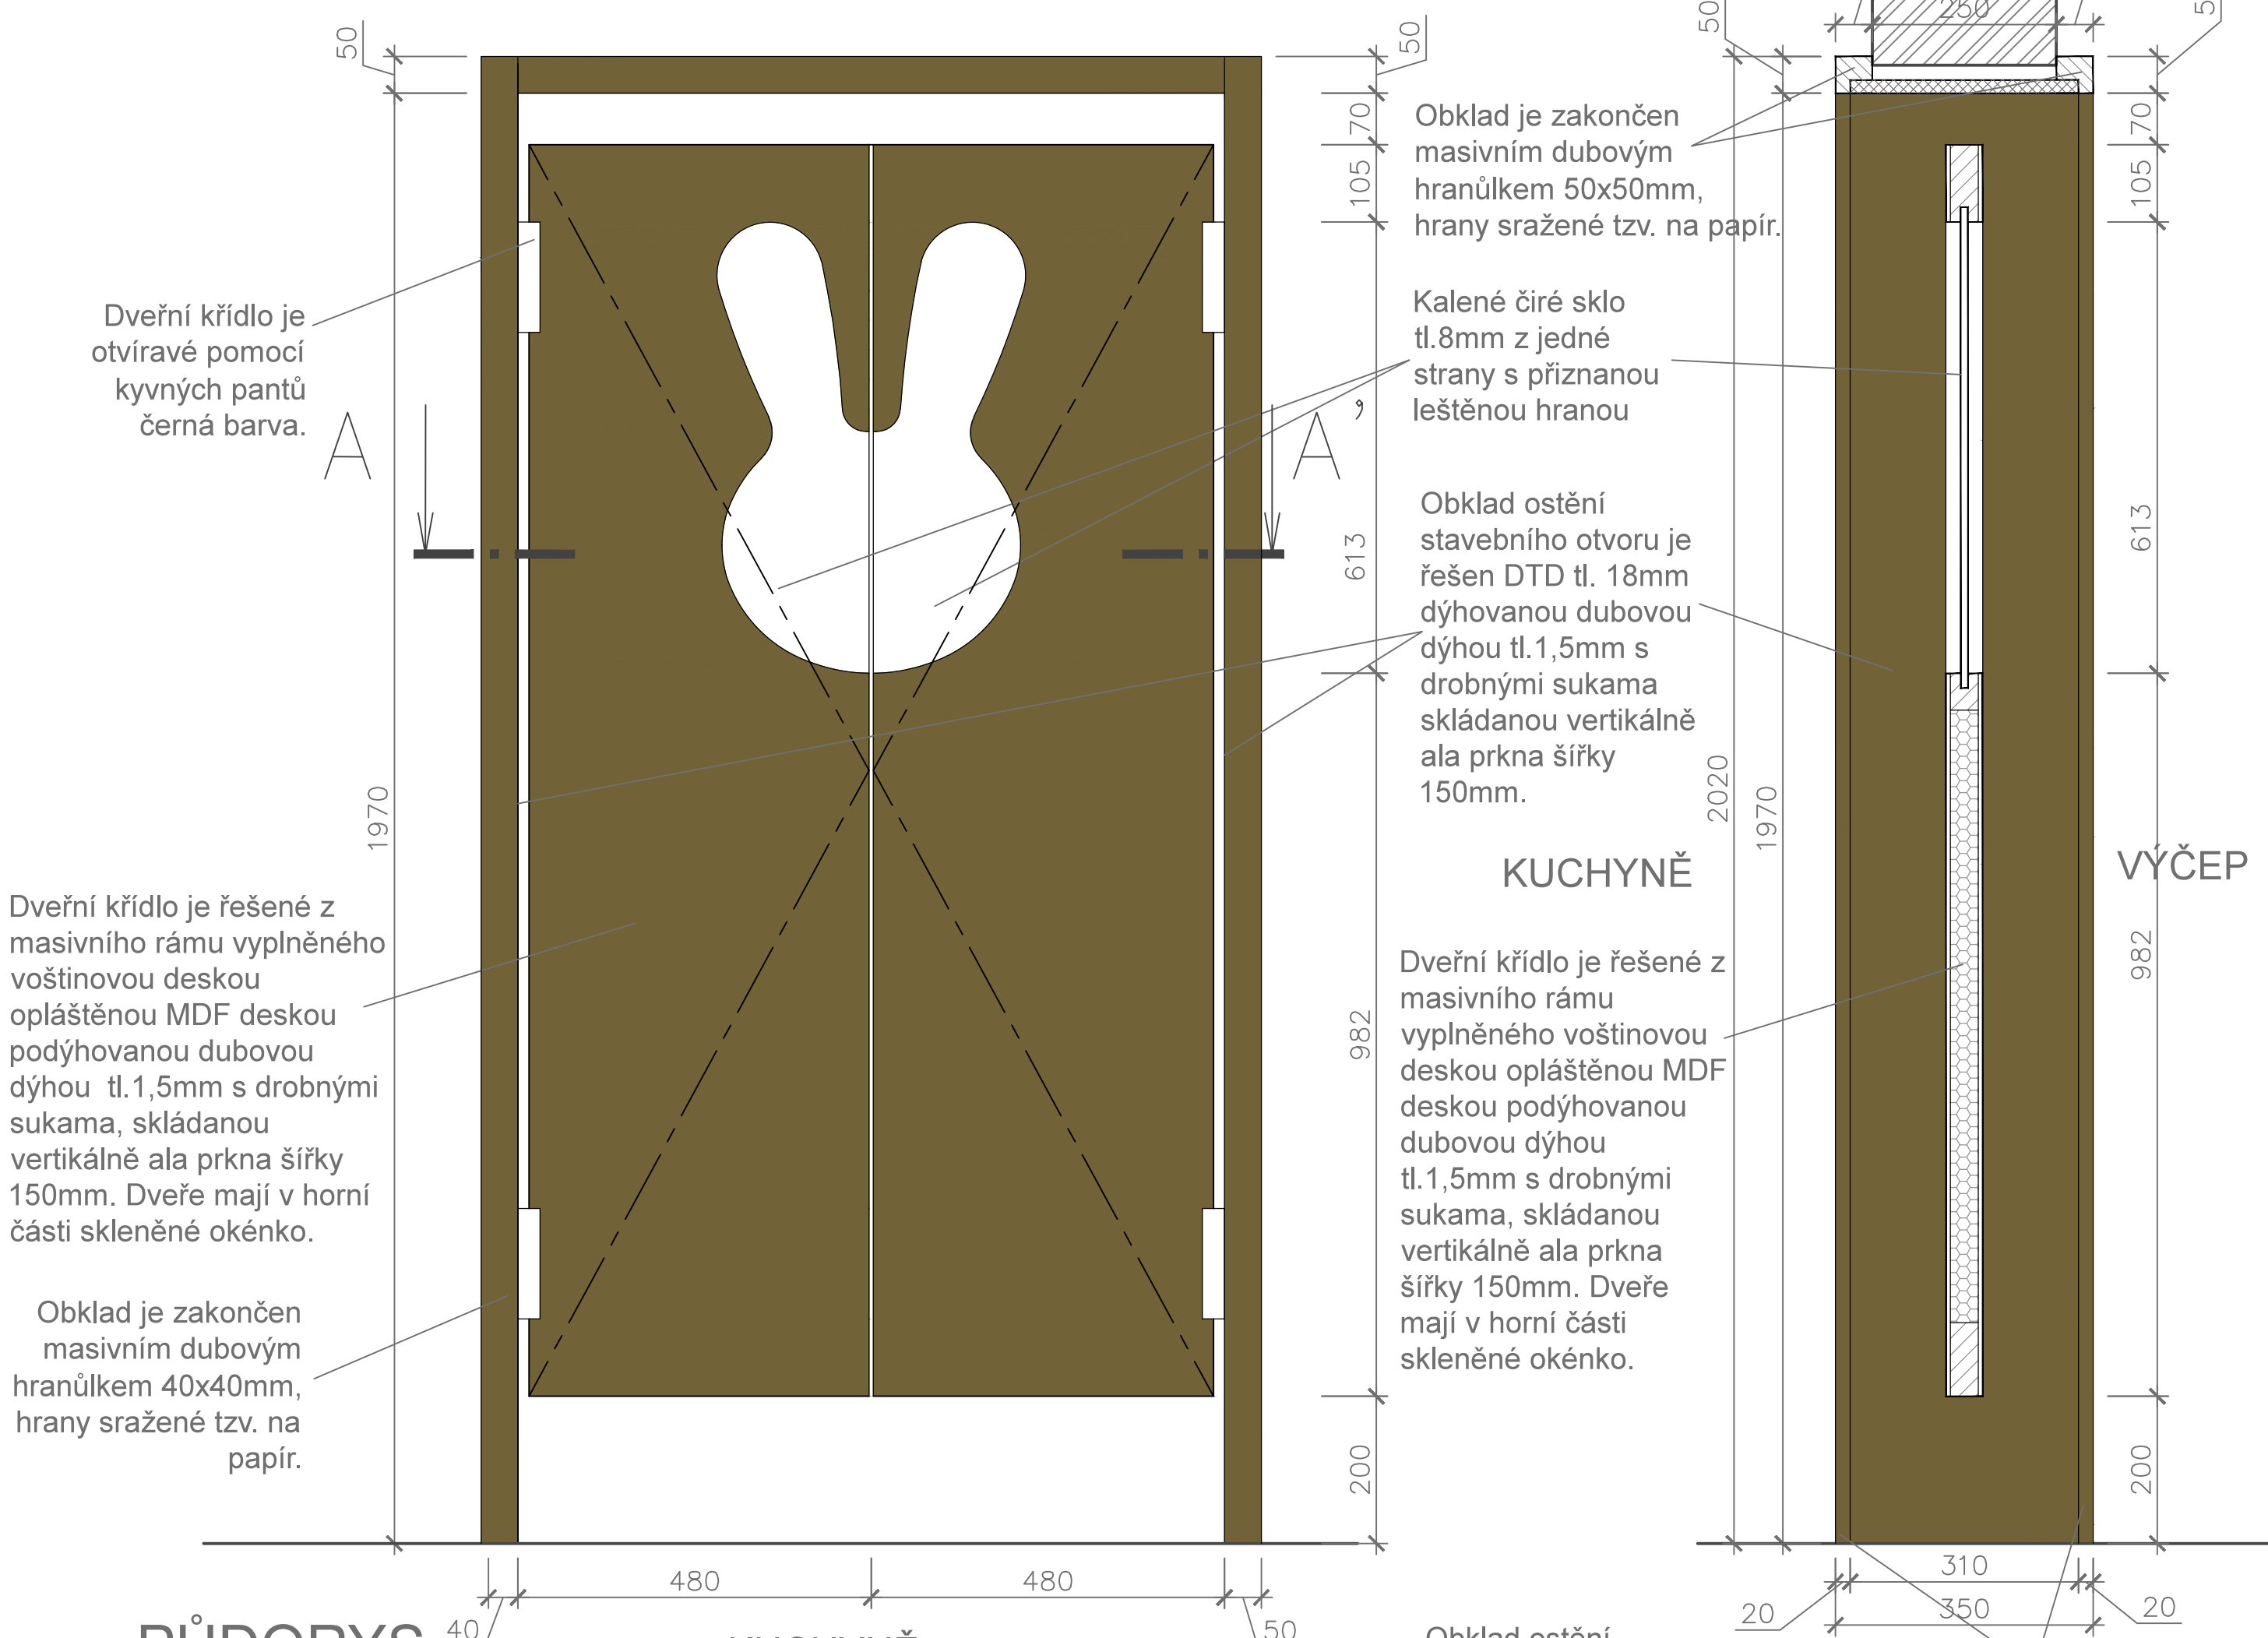 50
50
50
250
5
Dveřní křídlo je
otvíravé pomocí
kyvných pantů
černá barva.
A
A’
1970
Dveřní křídlo je řešené z
masivního rámu vyplněného
voštinovou deskou
opláštěnou MDF deskou
podýhovanou dubovou
dýhou tl.1,5mm s drobnými
sukama, skládanou
vertikálně ala prkna šířky
150mm. Dveře mají v horní
části skleněné okénko.
Obklad je zakončen
masivním dubovým
hranůlkem 40x40mm,
hrany sražené tzv. na
papír.
70
105
613
982
200
Obklad je zakončen
masivním dubovým
hranůlkem 50x50mm,
hrany sražené tzv. na papír.
Kalené čiré sklo
tl.8mm z jedné
strany s přiznanou
leštěnou hranou
Obklad ostění
stavebního otvoru je
řešen DTD tl. 18mm
dýhovanou dubovou
dýhou tl.1,5mm s
drobnými sukama
skládanou vertikálně
ala prkna šířky
150mm.
KUCHYNĚ
Dveřní křídlo je řešené z
masivního rámu
vyplněného voštinovou
deskou opláštěnou MDF
deskou podýhovanou
dubovou dýhou
tl.1,5mm s drobnými
sukama, skládanou
vertikálně ala prkna
šířky 150mm. Dveře
mají v horní části
skleněné okénko.
2020
1970
70
105
613
982
200
VÝČEP
480
480
40
50
310
20
350
20
PŮDORYS
KUCHYNĚ
Obklad ostění